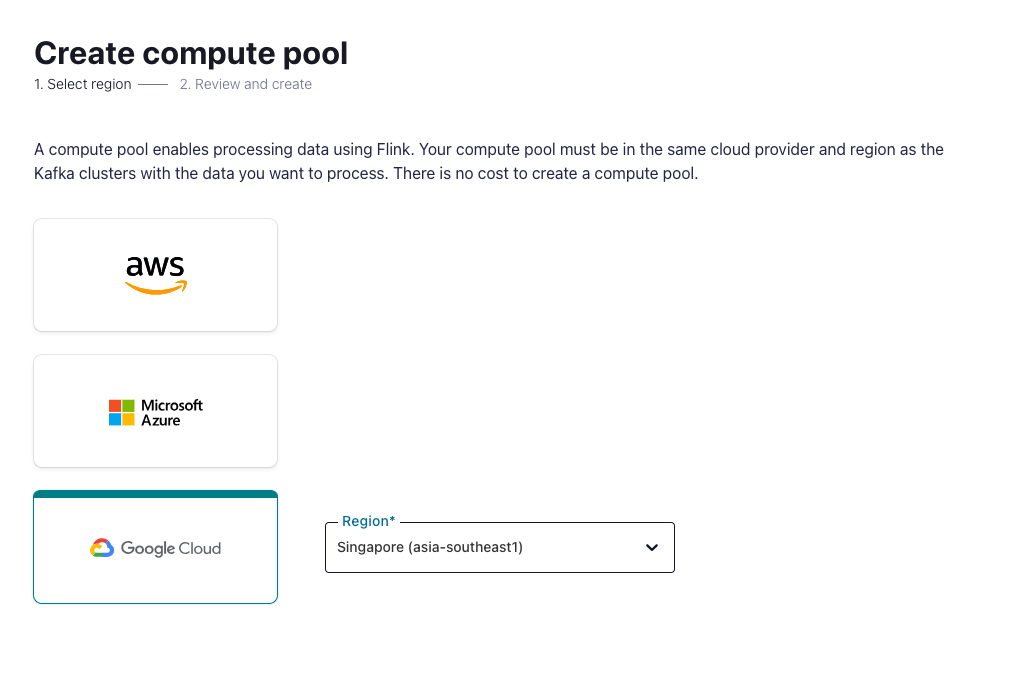 Create compute pool
1. Select region 2. Review and create
A compute pool enables processing data using Flink. Your compute pool must be in the same cloud provider and region as the
Kafka clusters with the data you want to process. There is no cost to create a compute pool.
aws
Microsoft
Azure
Google Cloud
Region*
Singapore (asia-southeast1)